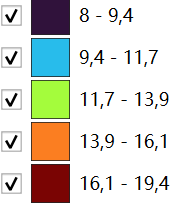 8 - 9,4
9,4 - 11,7
11,7 - 13,9
13,9 - 16,1
16,1 - 19,4